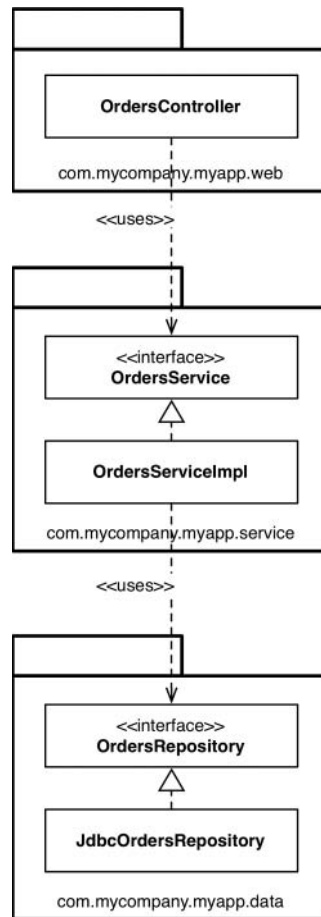 OrdersController
com.mycompany.myapp.web
<<uses>>
<<interface>>
OrdersService
OrdersServiceImpl
com.mycompany.myapp.service
<<uses>>
<<interface>>
OrdersRepository
JdbcOrdersRepository
com.mycompany.myapp.data